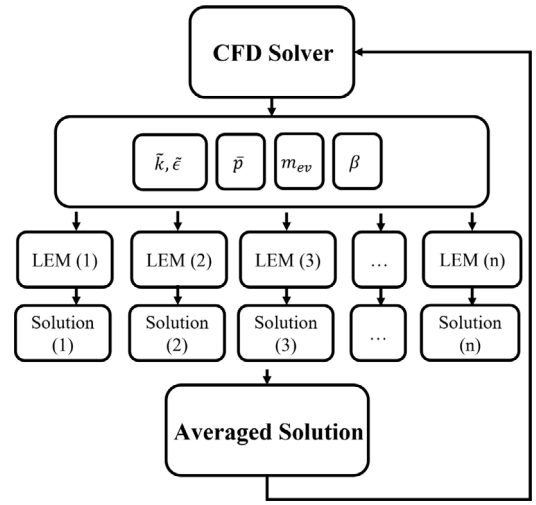 CFD Solver
k̃, ϵ̃ p̄ m_ev β
LEM (1) LEM (2) LEM (3) … LEM (n)
Solution Solution Solution … Solution
(1) (2) (3) (n)
Averaged Solution